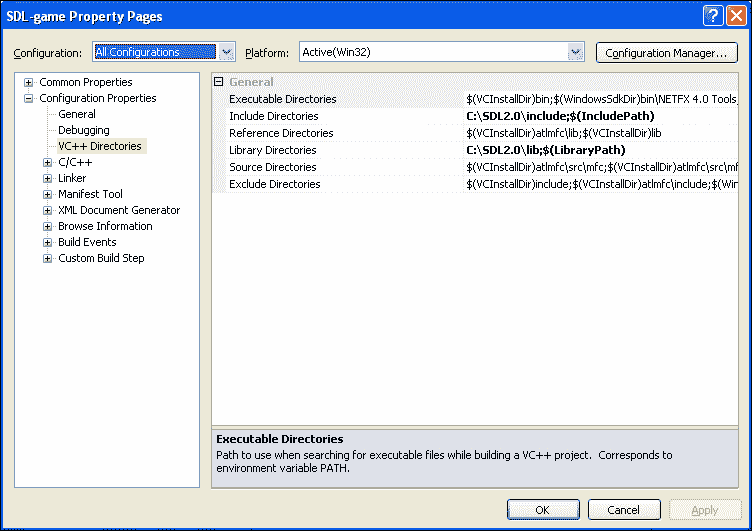 SDL-game Property Pages
Configuration: All Configurations Platform: Active(Win32) Configuration Manager...
Common Properties
Configuration Properties
General
Debugging
VC++ Directories
C/C++
Linker
Manifest Tool
XML Document Generator
Browse Information
Build Events
Custom Build Step
General
Executable Directories $(VCInstallDir)bin;$(WindowsSdkDir)bin\NETFX 4.0 Tools
Include Directories C:\SDL2.0\include;$(IncludePath)
Reference Directories $(VCInstallDir)atlmfc\lib;$(VCInstallDir)lib
Library Directories C:\SDL2.0\lib;$(LibraryPath)
Source Directories $(VCInstallDir)atlmfc\src\mfc;$(VCInstallDir)atlmfc\src\mf
Exclude Directories $(VCInstallDir)include;$(VCInstallDir)atlmfc\include;$(Win
Executable Directories
Path to use when searching for executable files while building a VC++ project. Corresponds to
environment variable PATH.
OK Cancel Apply